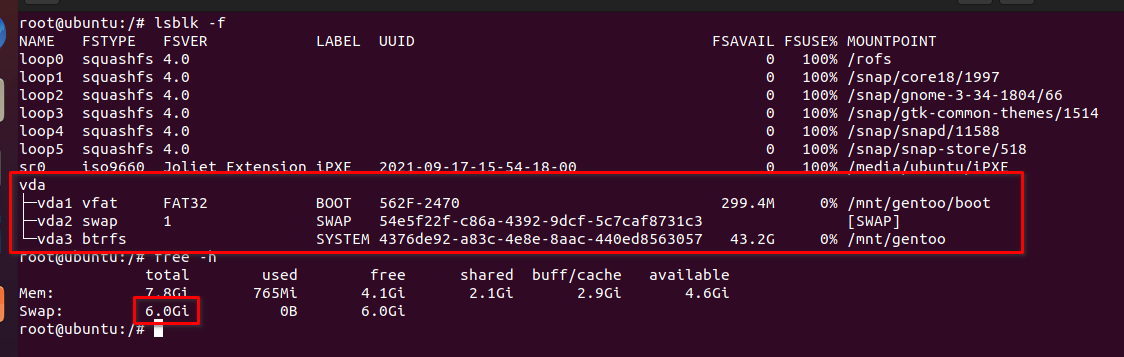 root@ubuntu:/# lsblk -f
NAME FSTYPE FSVER LABEL UUID FSAVAIL FSUSE% MOUNTPOINT
loop0 squashfs 4.0 0 100% /rofs
loop1 squashfs 4.0 0 100% /snap/core18/1997
loop2 squashfs 4.0 0 100% /snap/gnome-3-34-1804/66
loop3 squashfs 4.0 0 100% /snap/gtk-common-themes/1514
loop4 squashfs 4.0 0 100% /snap/snapd/11588
loop5 squashfs 4.0 0 100% /snap/snap-store/518
sr0 iso9660 Joliet Extension iPXE 2021-09-17-15-54-18-00 0 100% /media/ubuntu/iPXE
vda
├─vda1 vfat FAT32 BOOT 562F-2470 299.4M 0% /mnt/gentoo/boot
├─vda2 swap 1 SWAP 54e5f22f-c86a-4392-9dcf-5c7caf8731c3 [SWAP]
└─vda3 btrfs SYSTEM 4376de92-a83c-4e8e-8aac-440ed8563057 43.2G 0% /mnt/gentoo
root@ubuntu:/# free -h
total used free shared buff/cache available
Mem: 7.8Gi 765Mi 4.1Gi 2.1Gi 2.9Gi 4.6Gi
Swap: 6.0Gi 0B 6.0Gi
root@ubuntu:/#